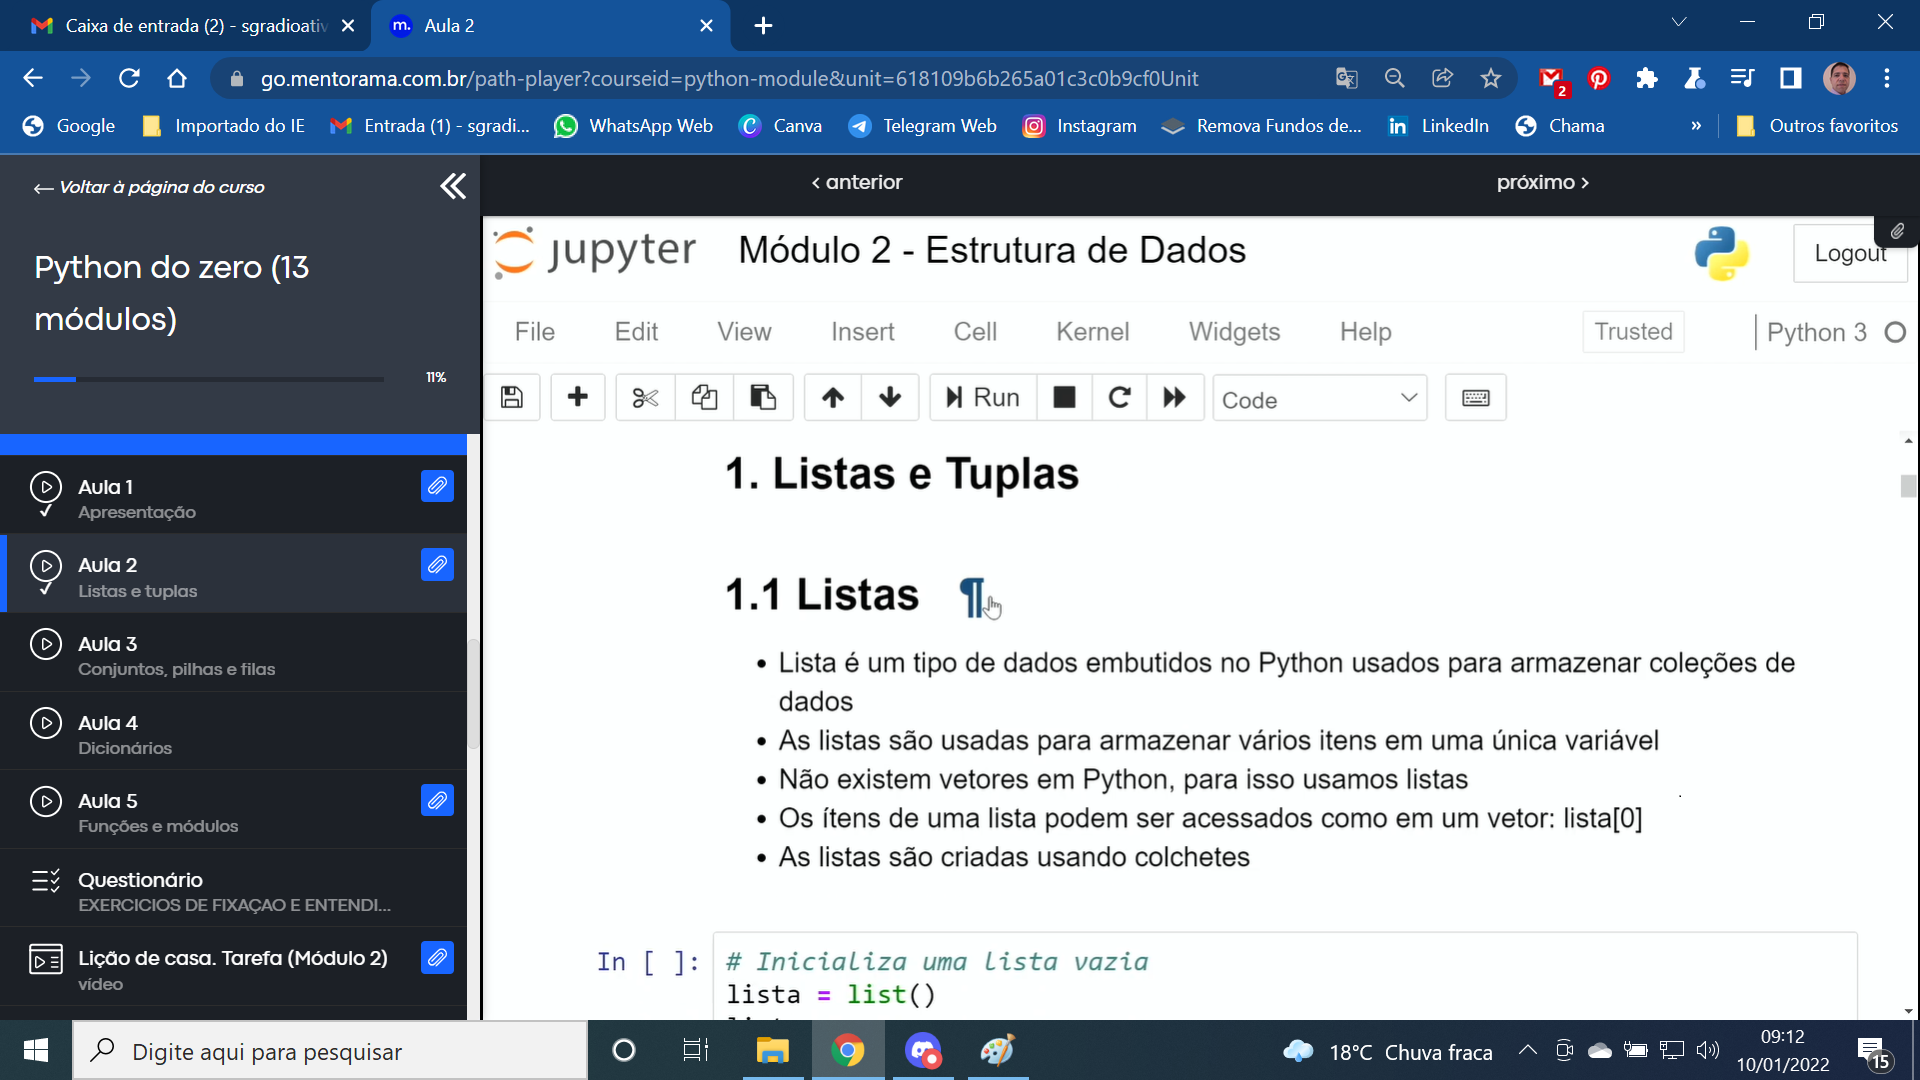 Caixa de entrada (2) - sgradioativ
Aula 2
go.mentorama.com.br/path-player?courseid=python-module&unit=618109b6b265a01c3c0b9cf0Unit
2
Google
Importado do IE
Entrada (1) - sgradi...
WhatsApp Web
Canva
Telegram Web
Instagram
Remova Fundos de...
LinkedIn
Chama
»
Outros favoritos
← Voltar à página do curso
‹ anterior
próximo ›
Python do zero (13
módulos)
11%
Aula 1
Apresentação
Aula 2
Listas e tuplas
Aula 3
Conjuntos, pilhas e filas
Aula 4
Dicionários
Aula 5
Funções e módulos
Questionário
EXERCICIOS DE FIXAÇAO E ENTENDI...
Lição de casa. Tarefa (Módulo 2)
vídeo
jupyter
Módulo 2 - Estrutura de Dados
Logout
File
Edit
View
Insert
Cell
Kernel
Widgets
Help
Trusted
Python 3
Run
Code
1. Listas e Tuplas
1.1 Listas ¶
• Lista é um tipo de dados embutidos no Python usados para armazenar coleções de
dados
• As listas são usadas para armazenar vários itens em uma única variável
• Não existem vetores em Python, para isso usamos listas
• Os ítens de uma lista podem ser acessados como em um vetor: lista[0]
• As listas são criadas usando colchetes
In [ ]:
# Inicializa uma lista vazia
lista = list()
Digite aqui para pesquisar
18°C Chuva fraca
09:12
10/01/2022
15